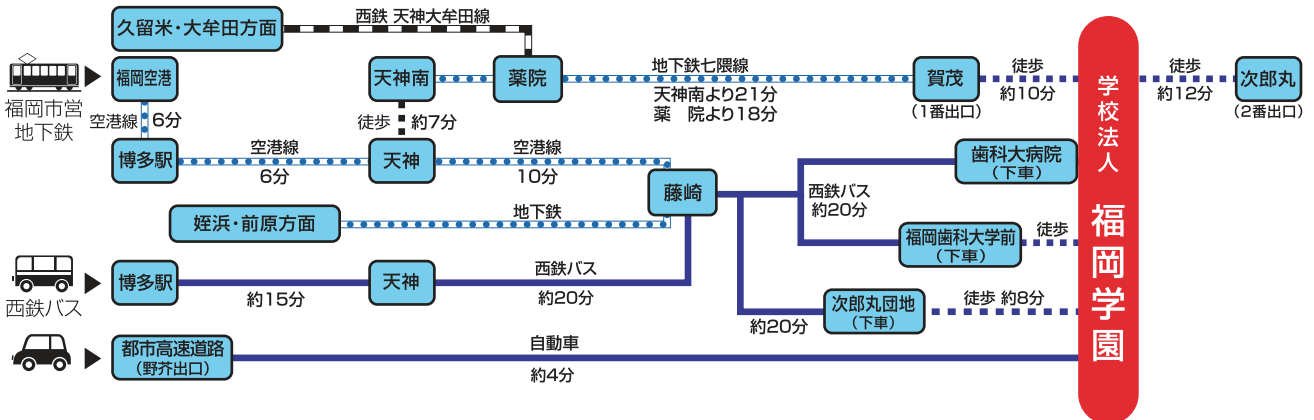 久留米・大牟田方面
西鉄 天神大牟田線
福岡市営
地下鉄
福岡空港
空港線
6分
博多駅
空港線
6分
天神南
徒歩
約7分
天神
薬院
地下鉄七隈線
天神南より21分
薬 院より18分
賀茂
(1番出口)
徒歩
約10分
徒歩
約12分
次郎丸
(2番出口)
空港線
10分
藤崎
姪浜・前原方面
地下鉄
西鉄バス
約20分
歯科大病院
(下車)
福岡歯科大学前
(下車)
徒歩
西鉄バス
博多駅
約15分
天神
西鉄バス
約20分
約20分
次郎丸団地
(下車)
徒歩 約8分
都市高速道路
(野芥出口)
自動車
約4分
学校法人 福岡学園